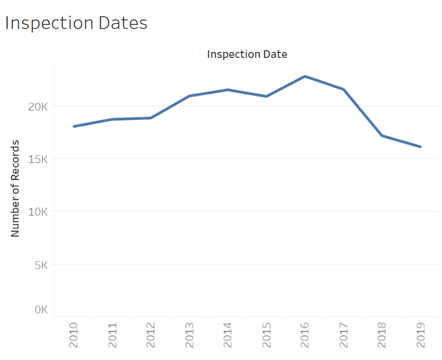 Inspection Dates
Inspection Date
Number of Records
20K
15K
10K
5K
0K
2010
2011
2012
2013
2014
2015
2016
2017
2018
2019